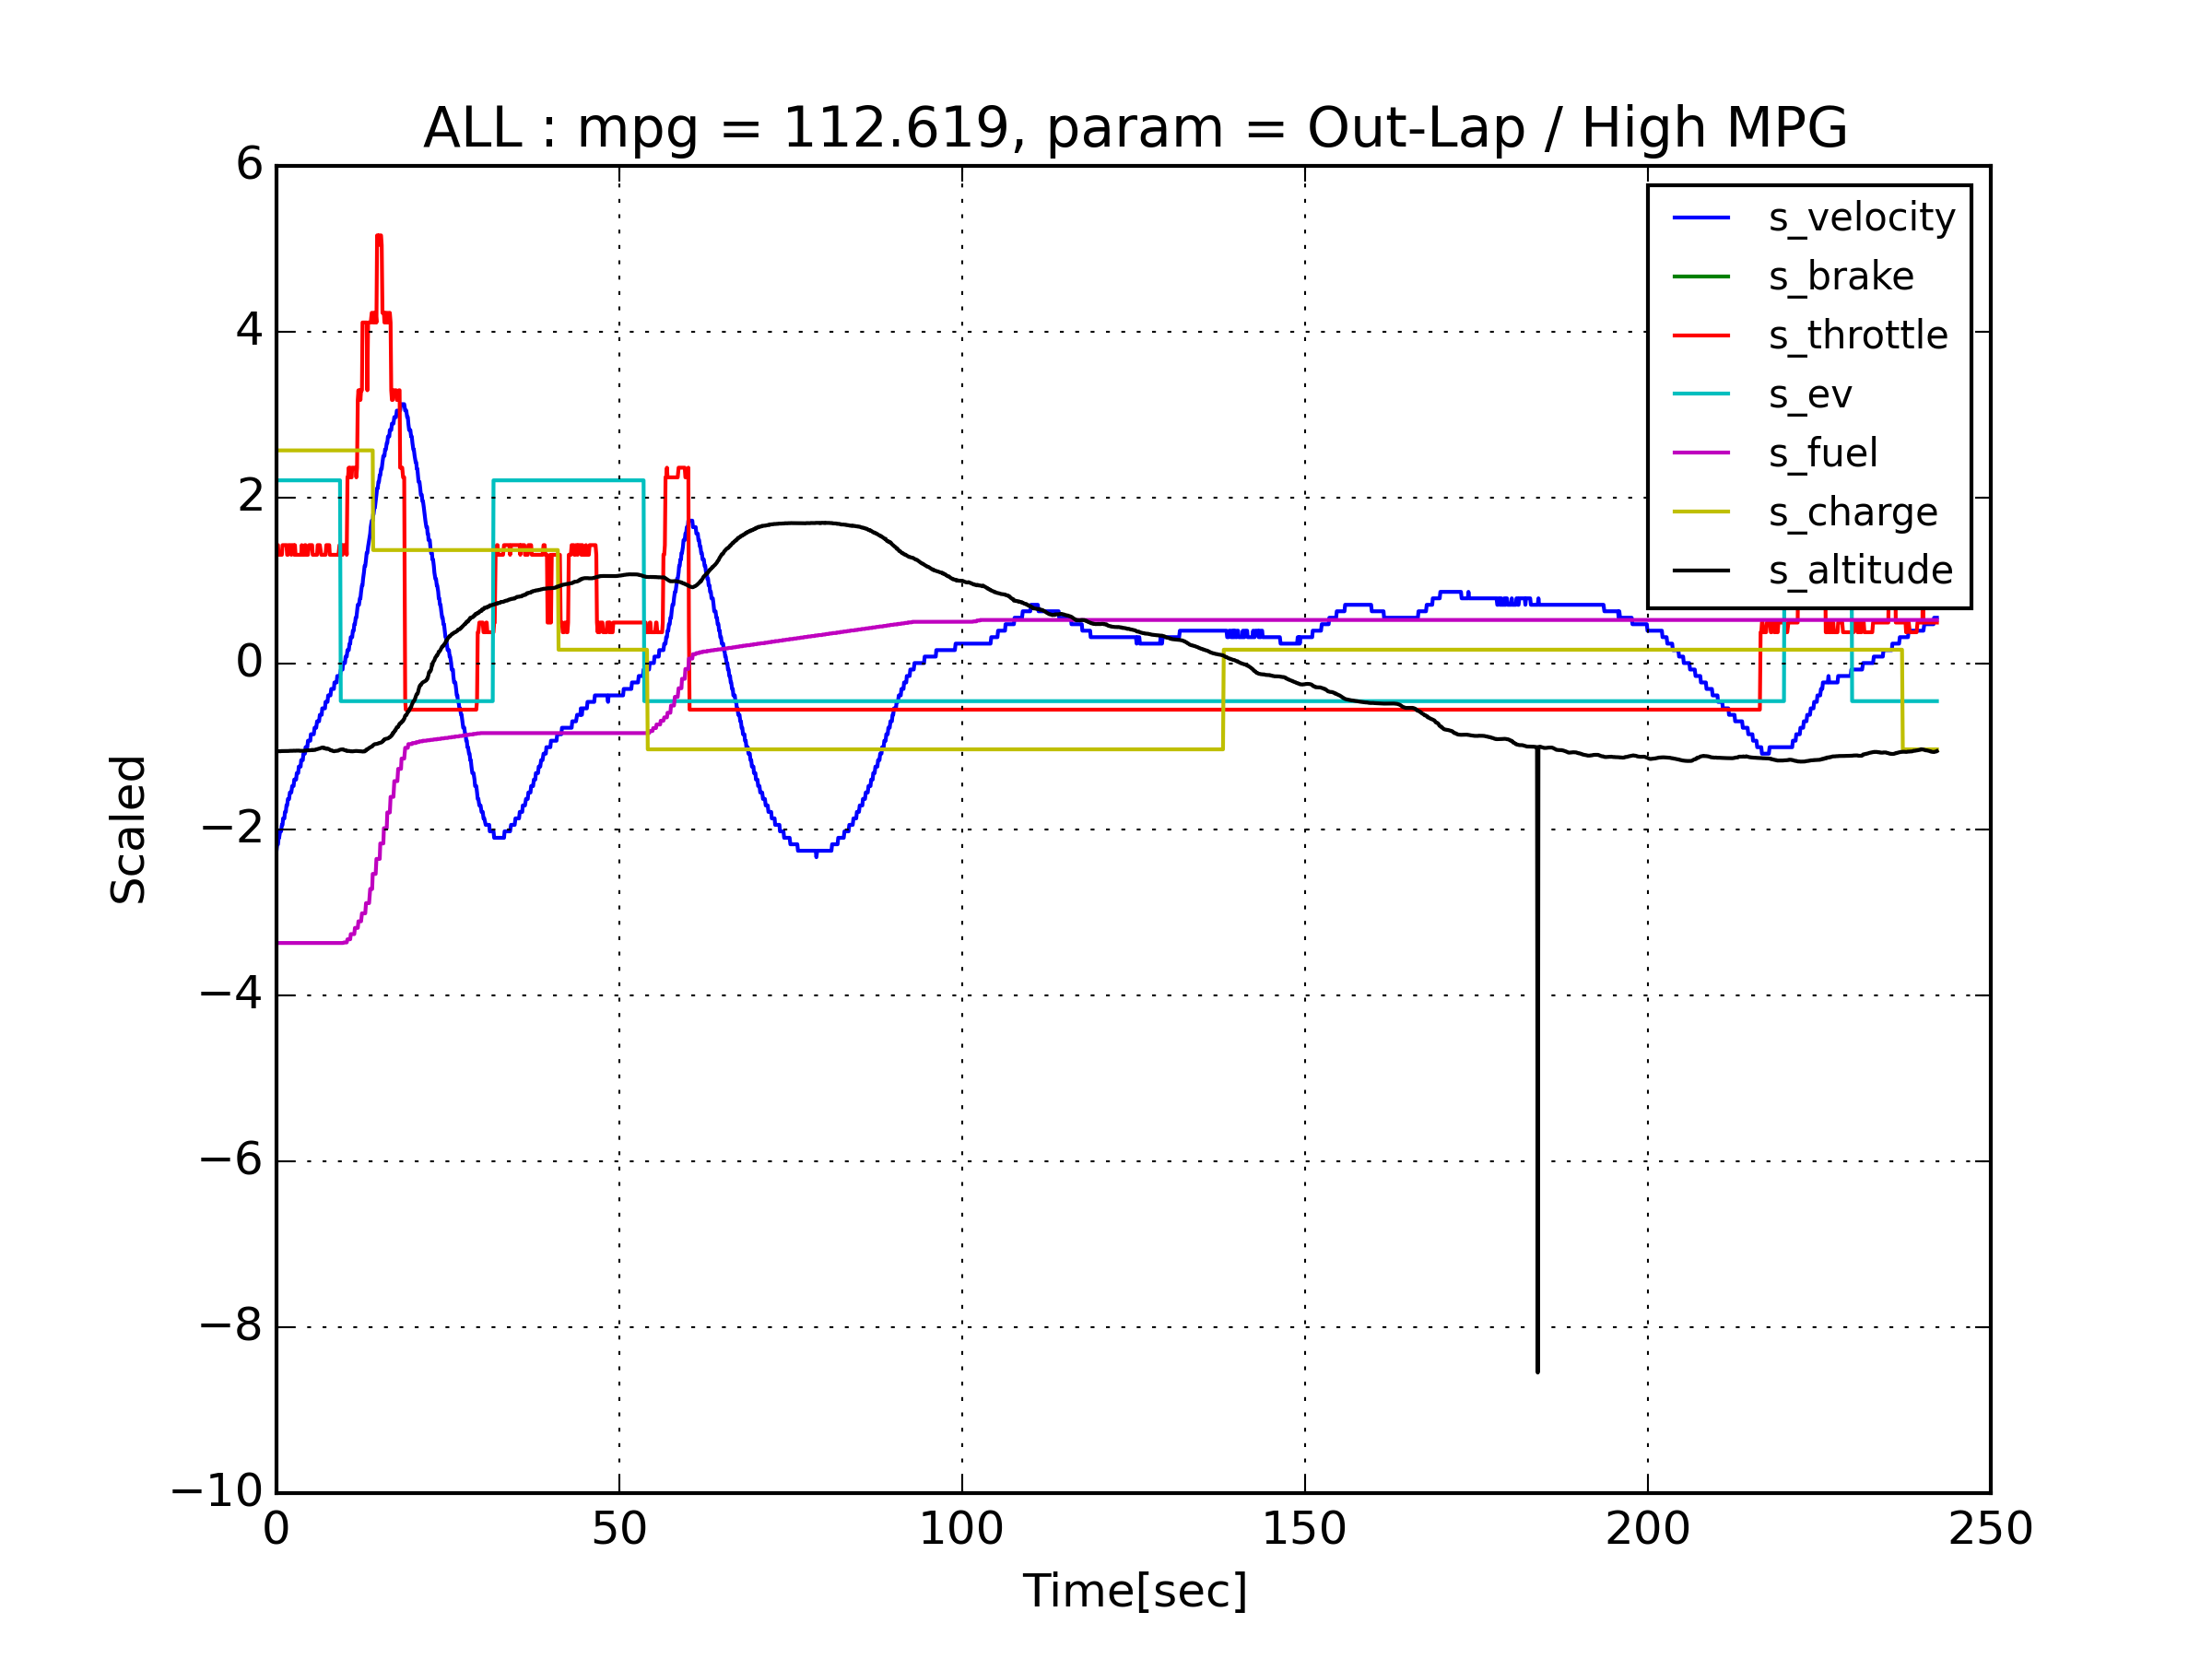 ALL : mpg = 112.619, param = Out-Lap / High MPG
6
4
2
0
−2
−4
−6
−8
−10
Scaled
s_velocity
s_brake
s_throttle
s_ev
s_fuel
s_charge
s_altitude
0 50 100 150 200 250
Time[sec]